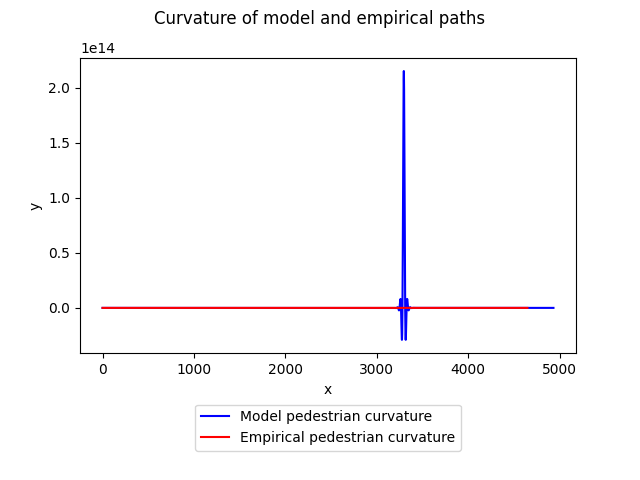 Curvature of model and empirical paths
1e14
2.0
1.5
1.0
0.5
0.0
y
0 1000 2000 3000 4000 5000
x
Model pedestrian curvature
Empirical pedestrian curvature